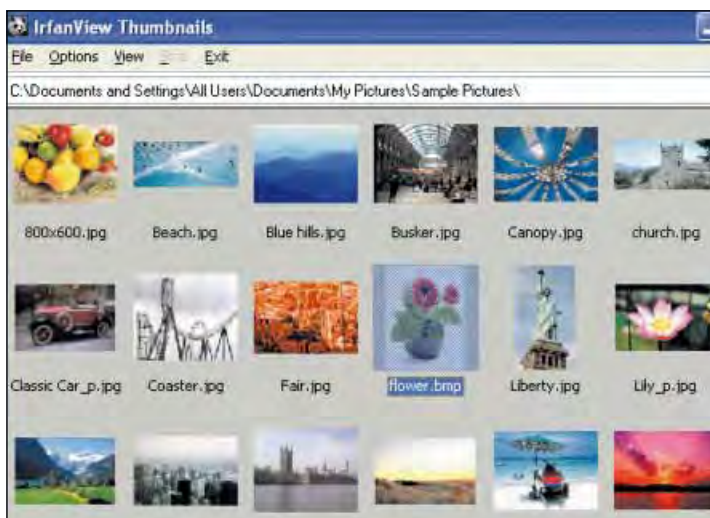 IrfanView Thumbnails
File Options View Exit
C:\Documents and Settings\All Users\Documents\My Pictures\Sample Pictures\
800x600.jpg Beach.jpg Blue hills.jpg Busker.jpg Canopy.jpg church.jpg
Classic Car_p.jpg Coaster.jpg Fair.jpg flower.bmp Liberty.jpg Lily_p.jpg